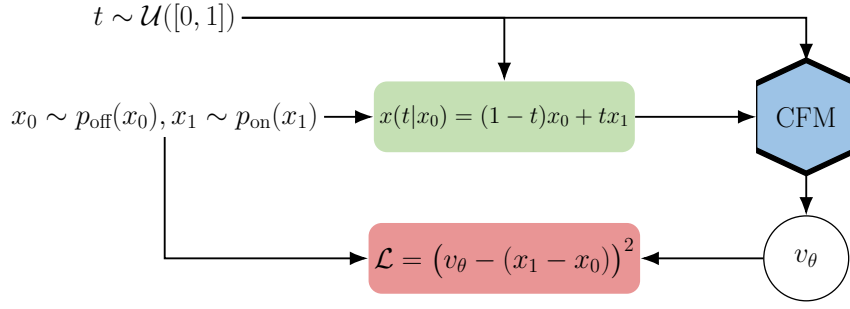 t ∼ 𝒰([0, 1])
x₀ ∼ p_off(x₀), x₁ ∼ p_on(x₁)
x(t|x₀) = (1 − t)x₀ + tx₁
CFM
ℒ = (v_θ − (x₁ − x₀))²
v_θ